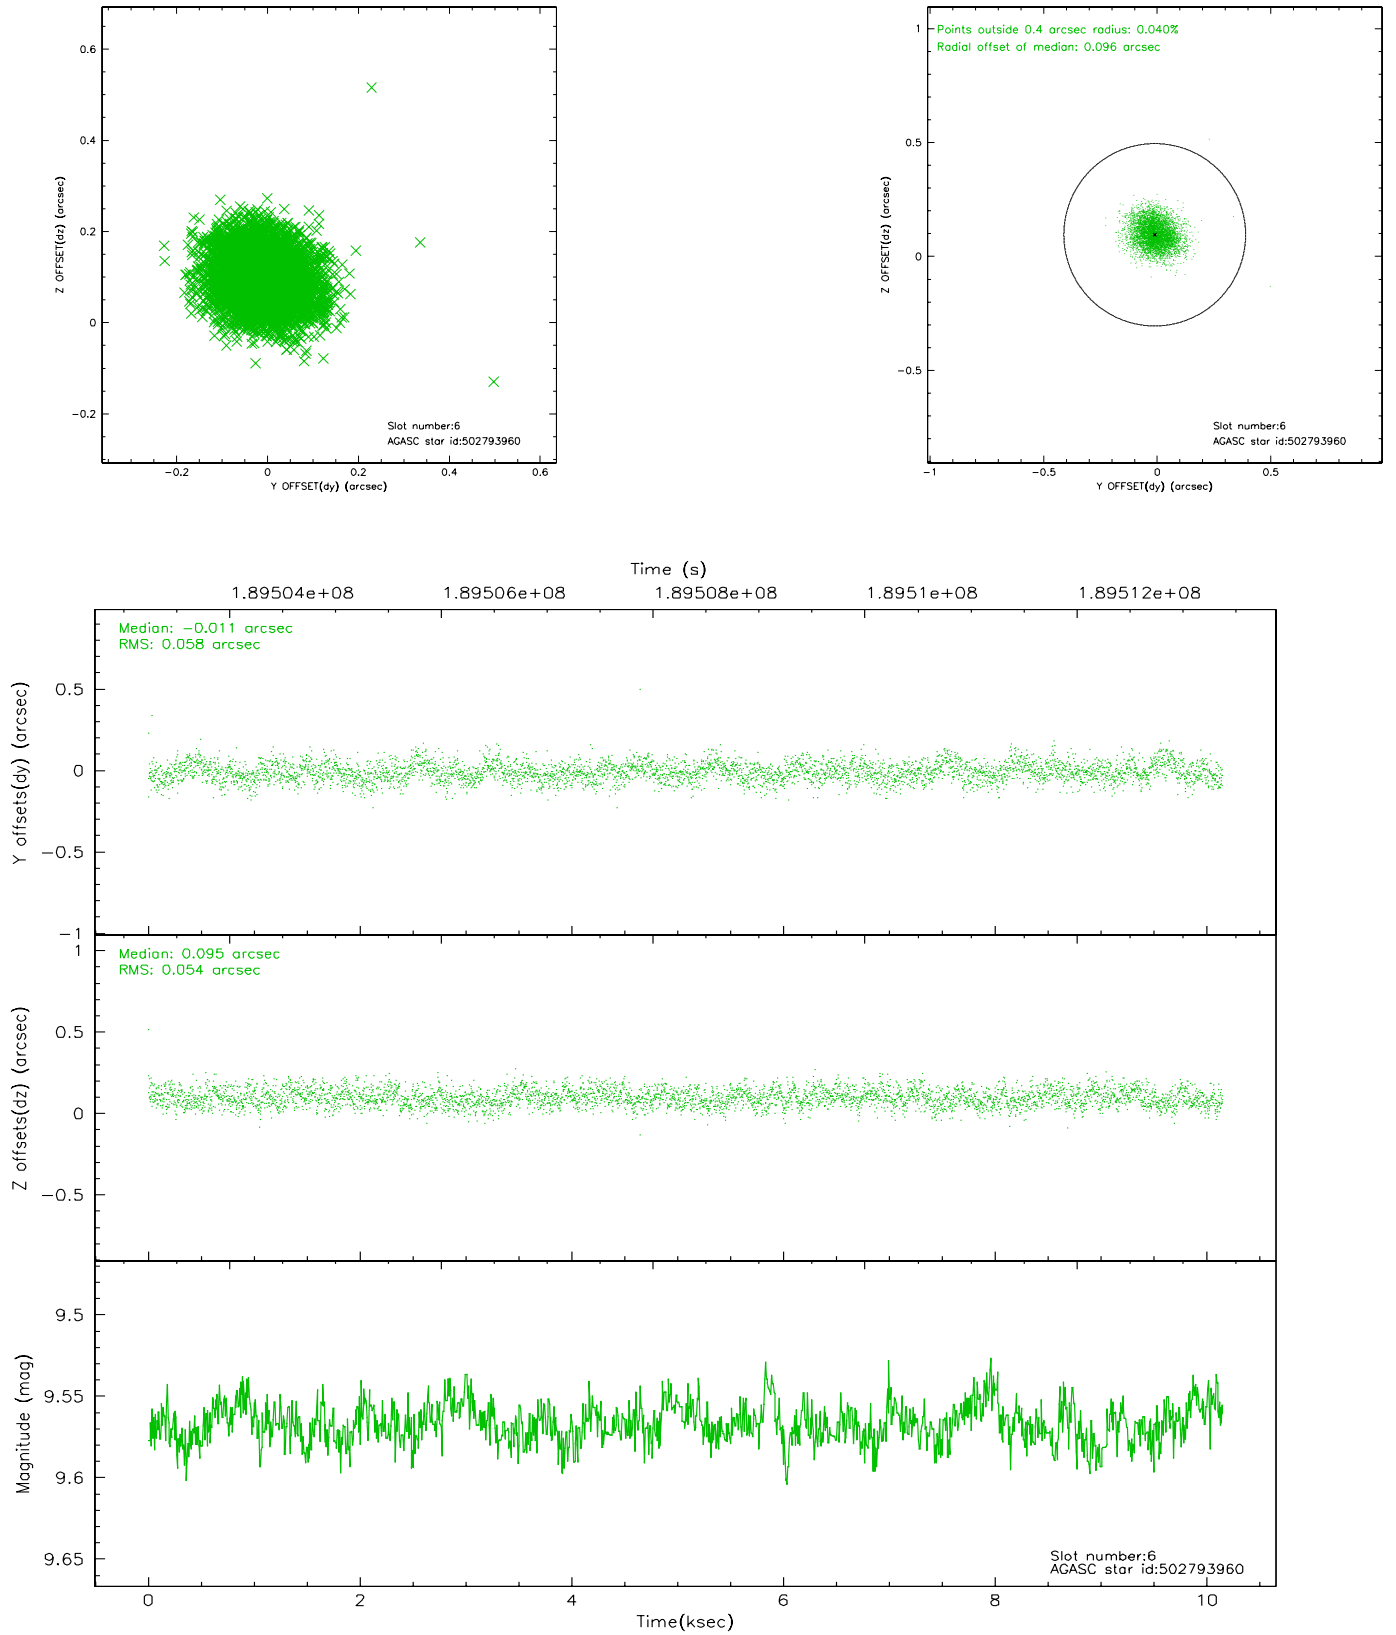 0.6
0.4
0.2
0
−0.2
Z OFFSET(dz) (arcsec)
Slot number:6
AGASC star id:502793960
−0.2 0 0.2 0.4 0.6
Y OFFSET(dy) (arcsec)
Points outside 0.4 arcsec radius: 0.040%
Radial offset of median: 0.096 arcsec
1
0.5
0
−0.5
Z OFFSET(dz) (arcsec)
Slot number:6
AGASC star id:502793960
−1 −0.5 0 0.5
Y OFFSET(dy) (arcsec)
Time (s)
1.89504e+08 1.89506e+08 1.89508e+08 1.8951e+08 1.89512e+08
Median: −0.011 arcsec
RMS: 0.058 arcsec
0.5
0
−0.5
−1
Y offsets(dy) (arcsec)
Median: 0.095 arcsec
RMS: 0.054 arcsec
1
0.5
0
−0.5
Z offsets(dz) (arcsec)
9.5
9.55
9.6
9.65
Magnitude (mag)
Slot number:6
AGASC star id:502793960
0 2 4 6 8 10
Time(ksec)